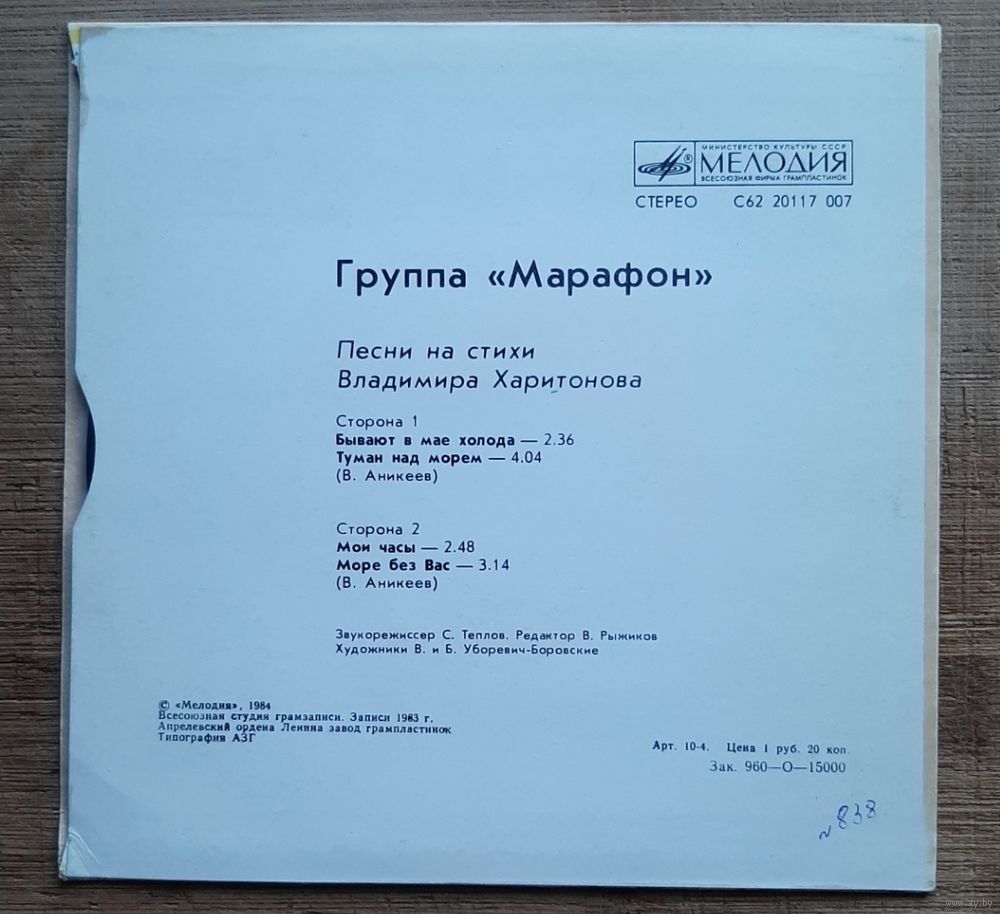 МИНИСТЕРСТВО КУЛЬТУРЫ СССР
МЕЛОДИЯ
ВСЕСОЮЗНАЯ ФИРМА ГРАМПЛАСТИНОК
СТЕРЕО С62 20117 007
Группа «Марафон»
Песни на стихи
Владимира Харитонова
Сторона 1
Бывают в мае холода — 2.36
Туман над морем — 4.04
(В. Аникеев)
Сторона 2
Мои часы — 2.48
Море без Вас — 3.14
(В. Аникеев)
Звукорежиссер С. Теплов. Редактор В. Рыжиков
Художники В. и Б. Уборевич-Боровские
© «Мелодия», 1984
Всесоюзная студия грамзаписи. Записи 1983 г.
Апрелевский ордена Ленина завод грампластинок
Типография АЗГ
Арт. 10-4. Цена 1 руб. 20 коп.
Зак. 960—О—15000
~838
www.ay.by